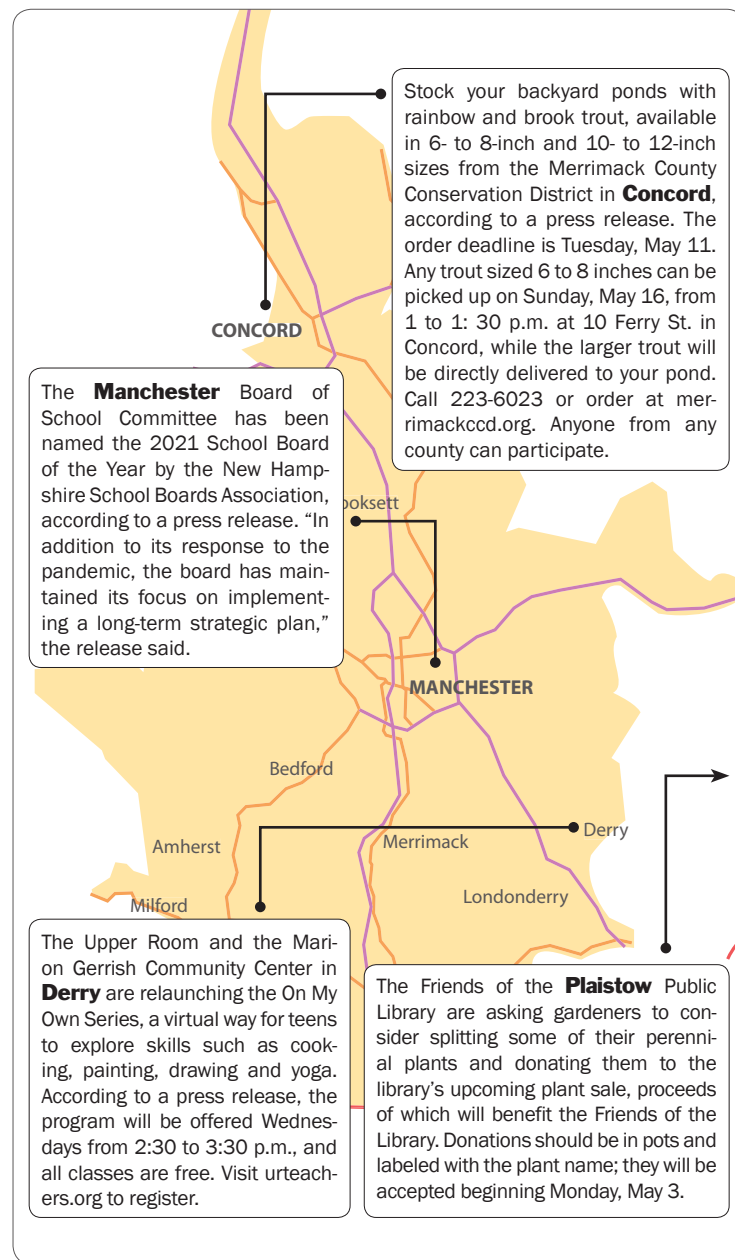 Stock your backyard ponds with
rainbow and brook trout, available
in 6- to 8-inch and 10- to 12-inch
sizes from the Merrimack County
Conservation District in Concord,
according to a press release. The
order deadline is Tuesday, May 11.
Any trout sized 6 to 8 inches can be
picked up on Sunday, May 16, from
1 to 1: 30 p.m. at 10 Ferry St. in
Concord, while the larger trout will
be directly delivered to your pond.
Call 223-6023 or order at mer-
rimackccd.org. Anyone from any
county can participate.
CONCORD
The Manchester Board of
School Committee has been
named the 2021 School Board
of the Year by the New Hamp-
shire School Boards Association,
according to a press release. “In
addition to its response to the
pandemic, the board has main-
tained its focus on implement-
ing a long-term strategic plan,”
the release said.
ooksett
MANCHESTER
Bedford
Amherst
Merrimack
Derry
Milford
Londonderry
The Upper Room and the Mari-
on Gerrish Community Center in
Derry are relaunching the On My
Own Series, a virtual way for teens
to explore skills such as cook-
ing, painting, drawing and yoga.
According to a press release, the
program will be offered Wednes-
days from 2:30 to 3:30 p.m., and
all classes are free. Visit urteach-
ers.org to register.
The Friends of the Plaistow Public
Library are asking gardeners to con-
sider splitting some of their perenni-
al plants and donating them to the
library’s upcoming plant sale, proceeds
of which will benefit the Friends of the
Library. Donations should be in pots and
labeled with the plant name; they will be
accepted beginning Monday, May 3.